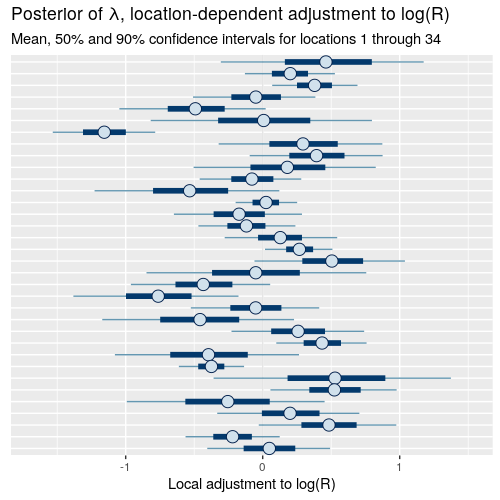 Posterior of λ, location-dependent adjustment to log(R)
Mean, 50% and 90% confidence intervals for locations 1 through 34
-1 0 1
Local adjustment to log(R)